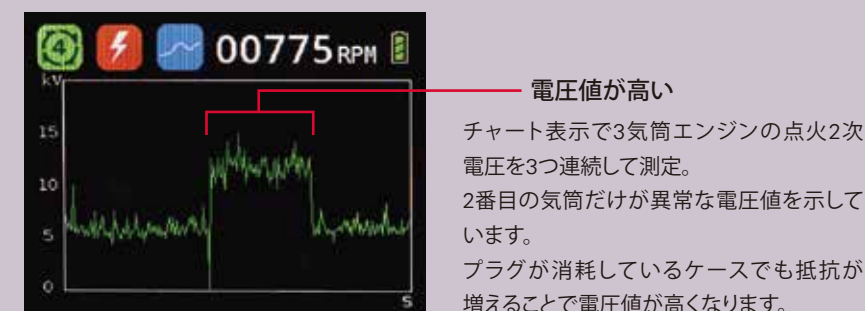 4
00775 RPM
kV
15
10
5
0
S
電圧値が高い
チャート表示で3気筒エンジンの点火2次
電圧を3つ連続して測定。
2番目の気筒だけが異常な電圧値を示して
います。
プラグが消耗しているケースでも抵抗が
増えることで電圧値が高くなります。